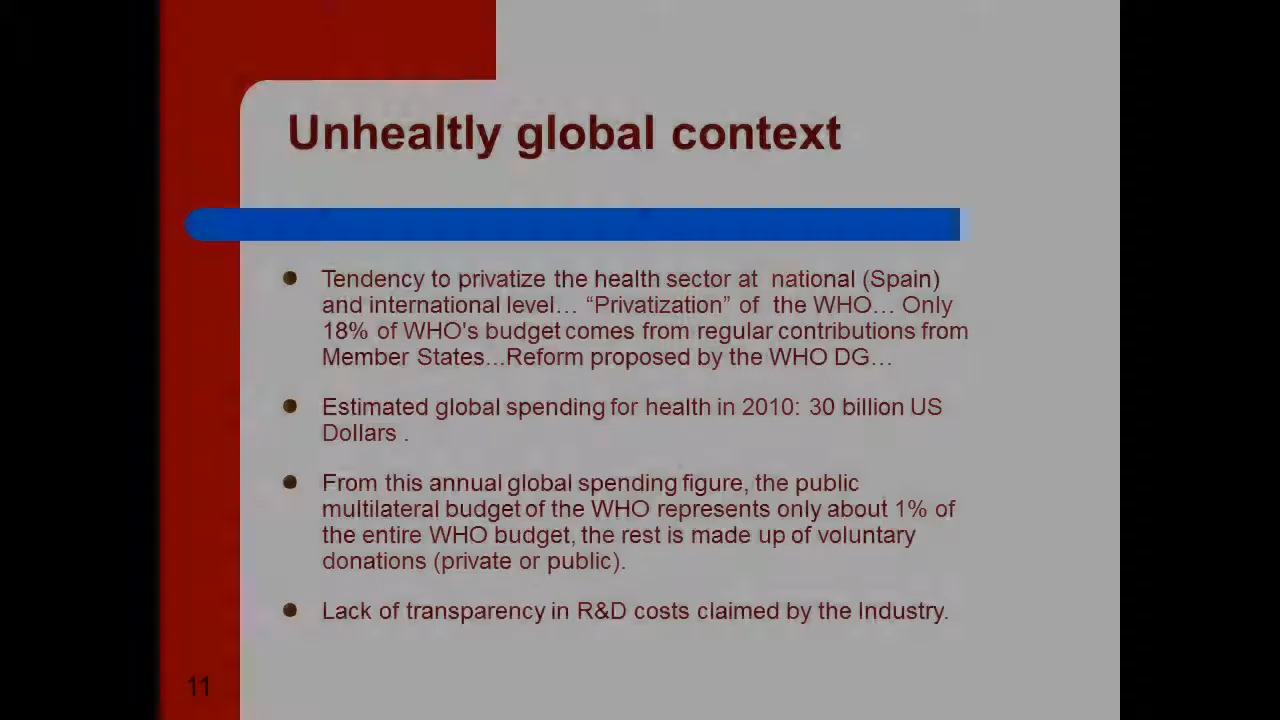 Unhealtly global context
Tendency to privatize the health sector at national (Spain)
and international level… “Privatization” of the WHO… Only
18% of WHO's budget comes from regular contributions from
Member States...Reform proposed by the WHO DG…
Estimated global spending for health in 2010: 30 billion US
Dollars .
From this annual global spending figure, the public
multilateral budget of the WHO represents only about 1% of
the entire WHO budget, the rest is made up of voluntary
donations (private or public).
Lack of transparency in R&D costs claimed by the Industry.
11